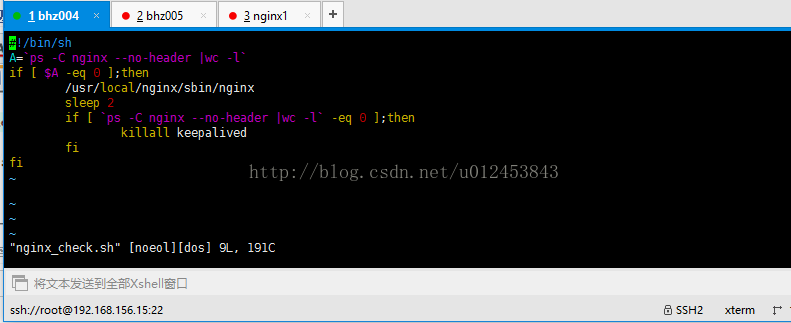 1 bhz004 × 2 bhz005 × 3 nginx1 × +
#!/bin/sh
A=`ps -C nginx --no-header |wc -l`
if [ $A -eq 0 ];then
/usr/local/nginx/sbin/nginx
sleep 2
if [ `ps -C nginx --no-header |wc -l` -eq 0 ];then
killall keepalived
fi
fi
http://blog.csdn.net/u012453843
~
~
~
~
"nginx_check.sh" [noeol][dos] 9L, 191C
将文本发送到全部Xshell窗口
ssh://root@192.168.156.15:22 SSH2 xterm